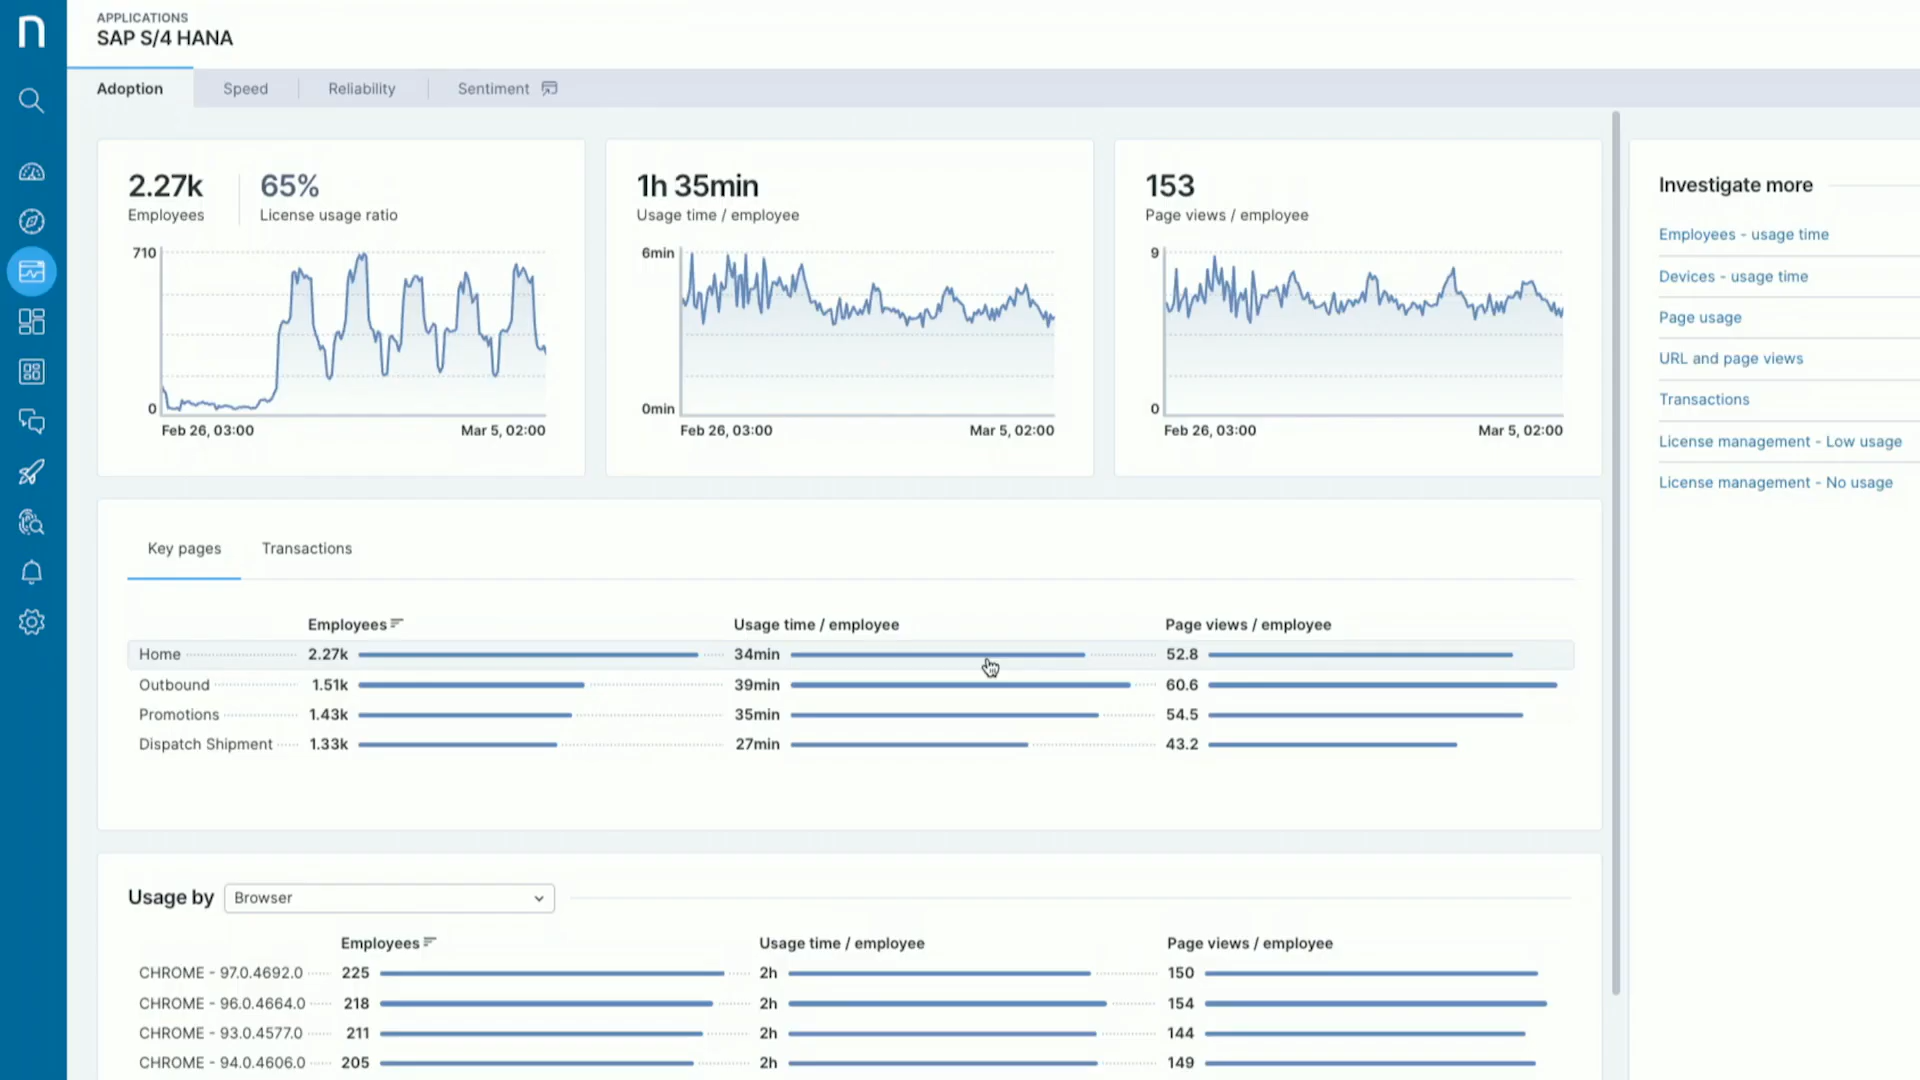 n
APPLICATIONS
SAP S/4 HANA
Adoption
Speed
Reliability
Sentiment
2.27k
Employees
65%
License usage ratio
710
0
Feb 26, 03:00
Mar 5, 02:00
1h 35min
Usage time / employee
6min
0min
Feb 26, 03:00
Mar 5, 02:00
153
Page views / employee
9
0
Feb 26, 03:00
Mar 5, 02:00
Investigate more
Employees - usage time
Devices - usage time
Page usage
URL and page views
Transactions
License management - Low usage
License management - No usage
Key pages
Transactions
Employees Usage time / employee Page views / employee
Home 2.27k 34min 52.8
Outbound 1.51k 39min 60.6
Promotions 1.43k 35min 54.5
Dispatch Shipment 1.33k 27min 43.2
Usage by Browser
Employees Usage time / employee Page views / employee
CHROME - 97.0.4692.0 225 2h 150
CHROME - 96.0.4664.0 218 2h 154
CHROME - 93.0.4577.0 211 2h 144
CHROME - 94.0.4606.0 205 2h 149